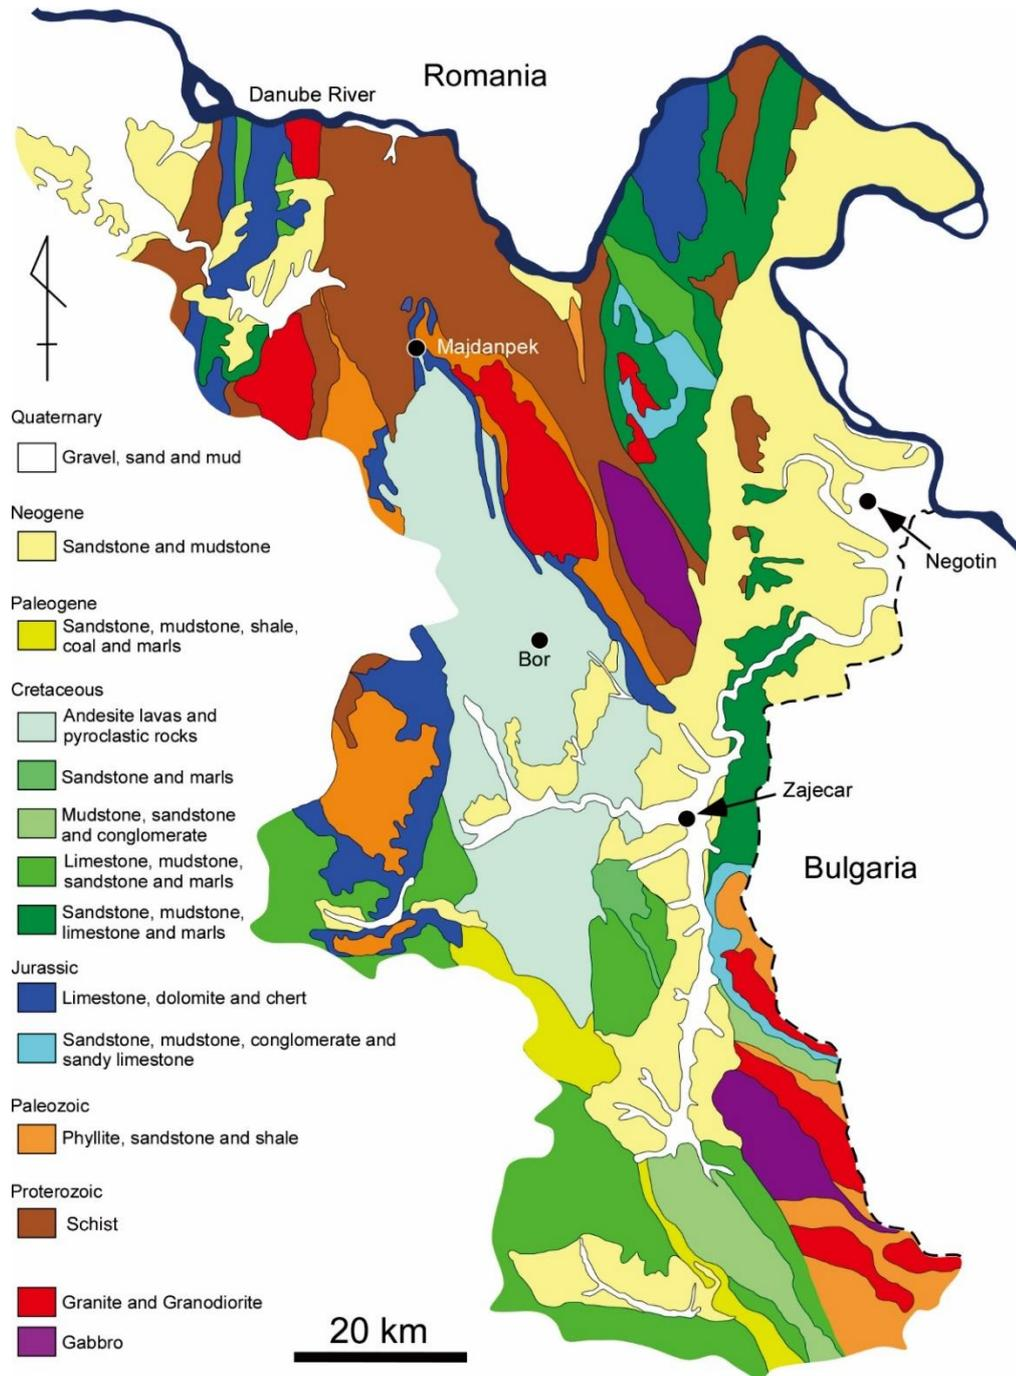 Romania
Danube River
Majdanpek
Quaternary
Gravel, sand and mud
Neogene
Sandstone and mudstone
Negotin
Paleogene
Sandstone, mudstone, shale,
coal and marls
Bor
Cretaceous
Andesite lavas and
pyroclastic rocks
Sandstone and marls
Zajecar
Mudstone, sandstone
and conglomerate
Bulgaria
Limestone, mudstone,
sandstone and marls
Sandstone, mudstone,
limestone and marls
Jurassic
Limestone, dolomite and chert
Sandstone, mudstone, conglomerate and
sandy limestone
Paleozoic
Phyllite, sandstone and shale
Proterozoic
Schist
Granite and Granodiorite
Gabbro
20 km